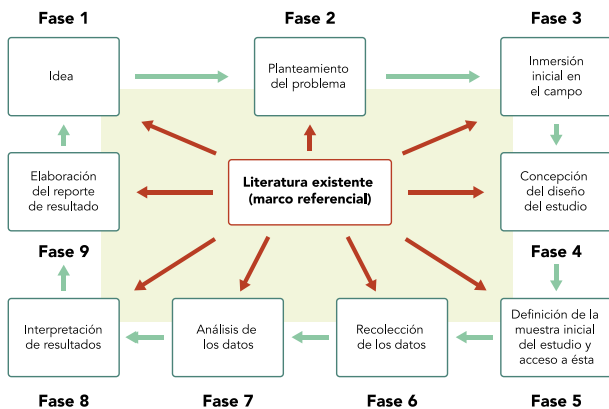 Fase 1
Fase 2
Fase 3
Idea
Planteamiento
del problema
Inmersión
inicial en
el campo
Elaboración
del reporte
de resultado
Literatura existente
(marco referencial)
Concepción
del diseño
del estudio
Fase 9
Fase 4
Interpretación
de resultados
Análisis de
los datos
Recolección
de los datos
Definición de la
muestra inicial
del estudio y
acceso a ésta
Fase 8
Fase 7
Fase 6
Fase 5